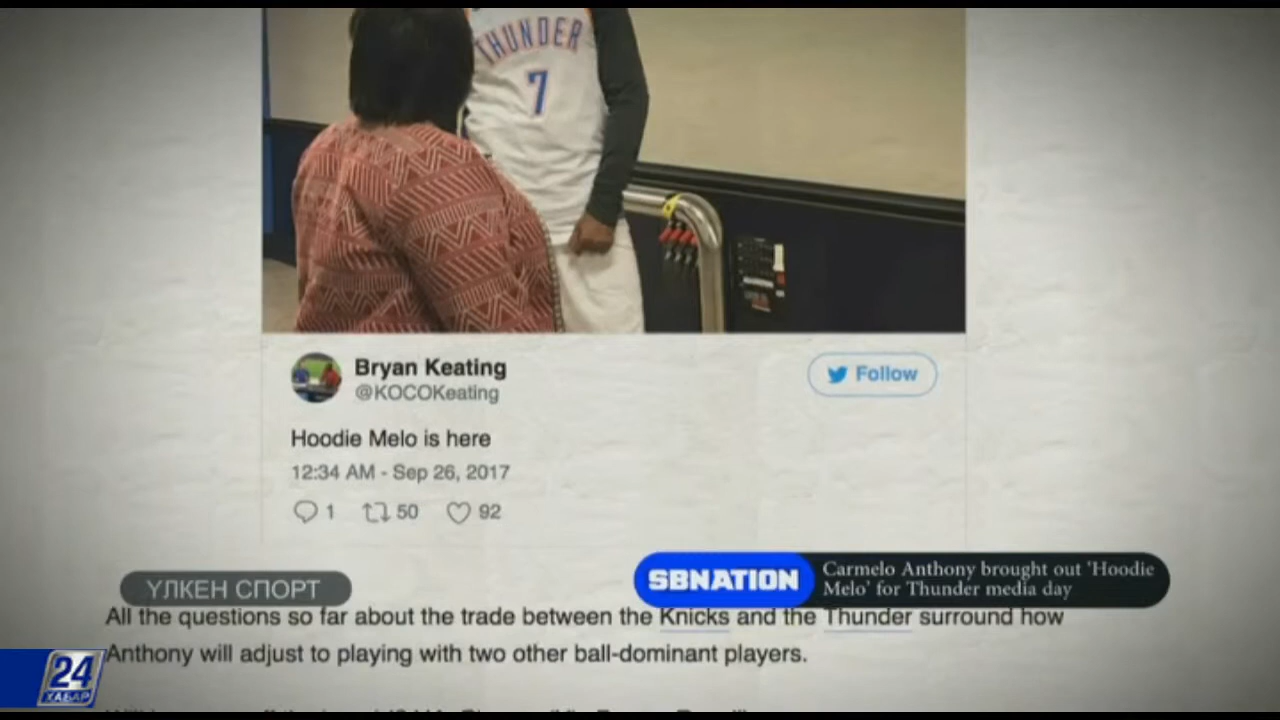 THUNDER
7
Bryan Keating
@KOCOKeating
Follow
Hoodie Melo is here
12:34 AM - Sep 26, 2017
1 50 92
ҮЛКЕН СПОРТ
SBNATION
Carmelo Anthony brought out 'Hoodie
Melo' for Thunder media day
All the questions so far about the trade between the Knicks and the Thunder surround how
Anthony will adjust to playing with two other ball-dominant players.
24
ХАБАР